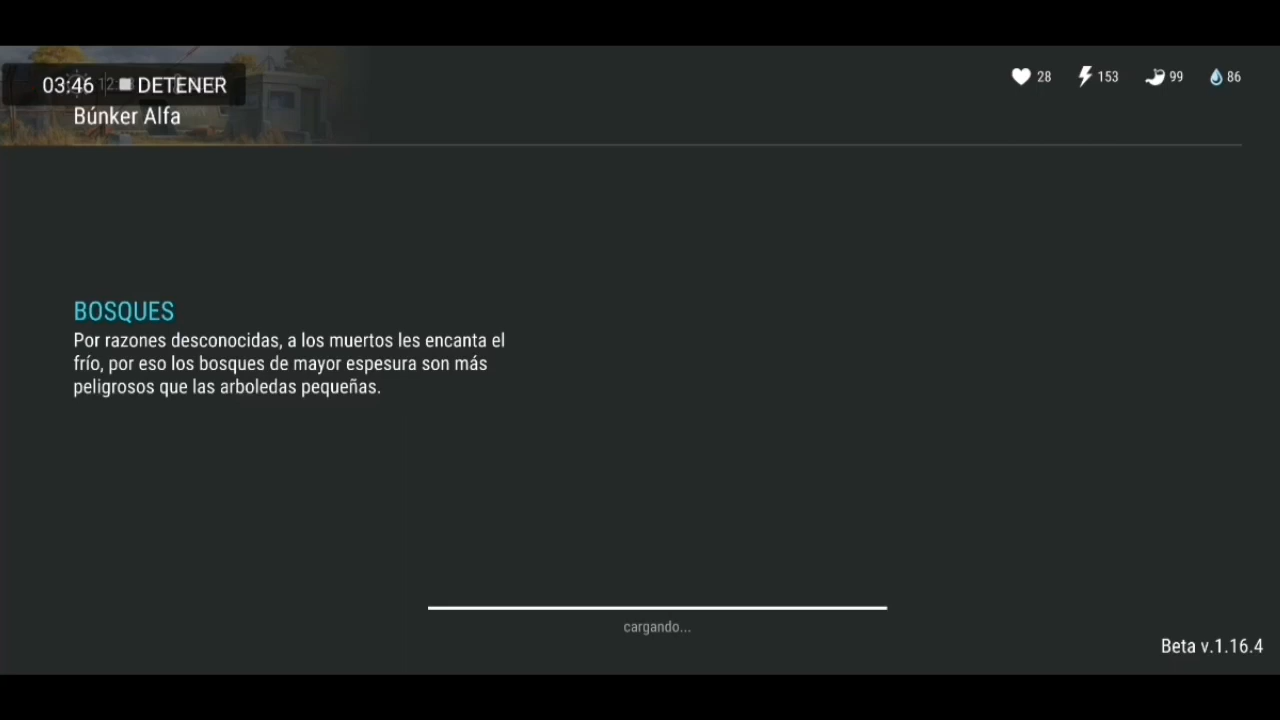 03:46 DETENER
28 153 99 86
Búnker Alfa
BOSQUES
Por razones desconocidas, a los muertos les encanta el
frío, por eso los bosques de mayor espesura son más
peligrosos que las arboledas pequeñas.
cargando...
Beta v.1.16.4